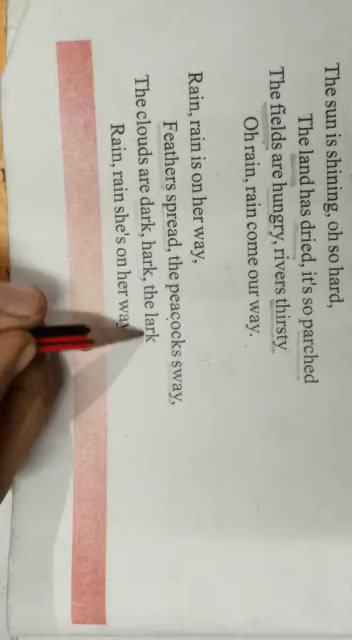 The sun is shining, oh so hard,
The land has dried, it's so parched
The fields are hungry, rivers thirsty
Oh rain, rain come our way.
Rain, rain is on her way,
Feathers spread, the peacocks sway,
The clouds are dark, hark, the lark
Rain, rain she's on her way